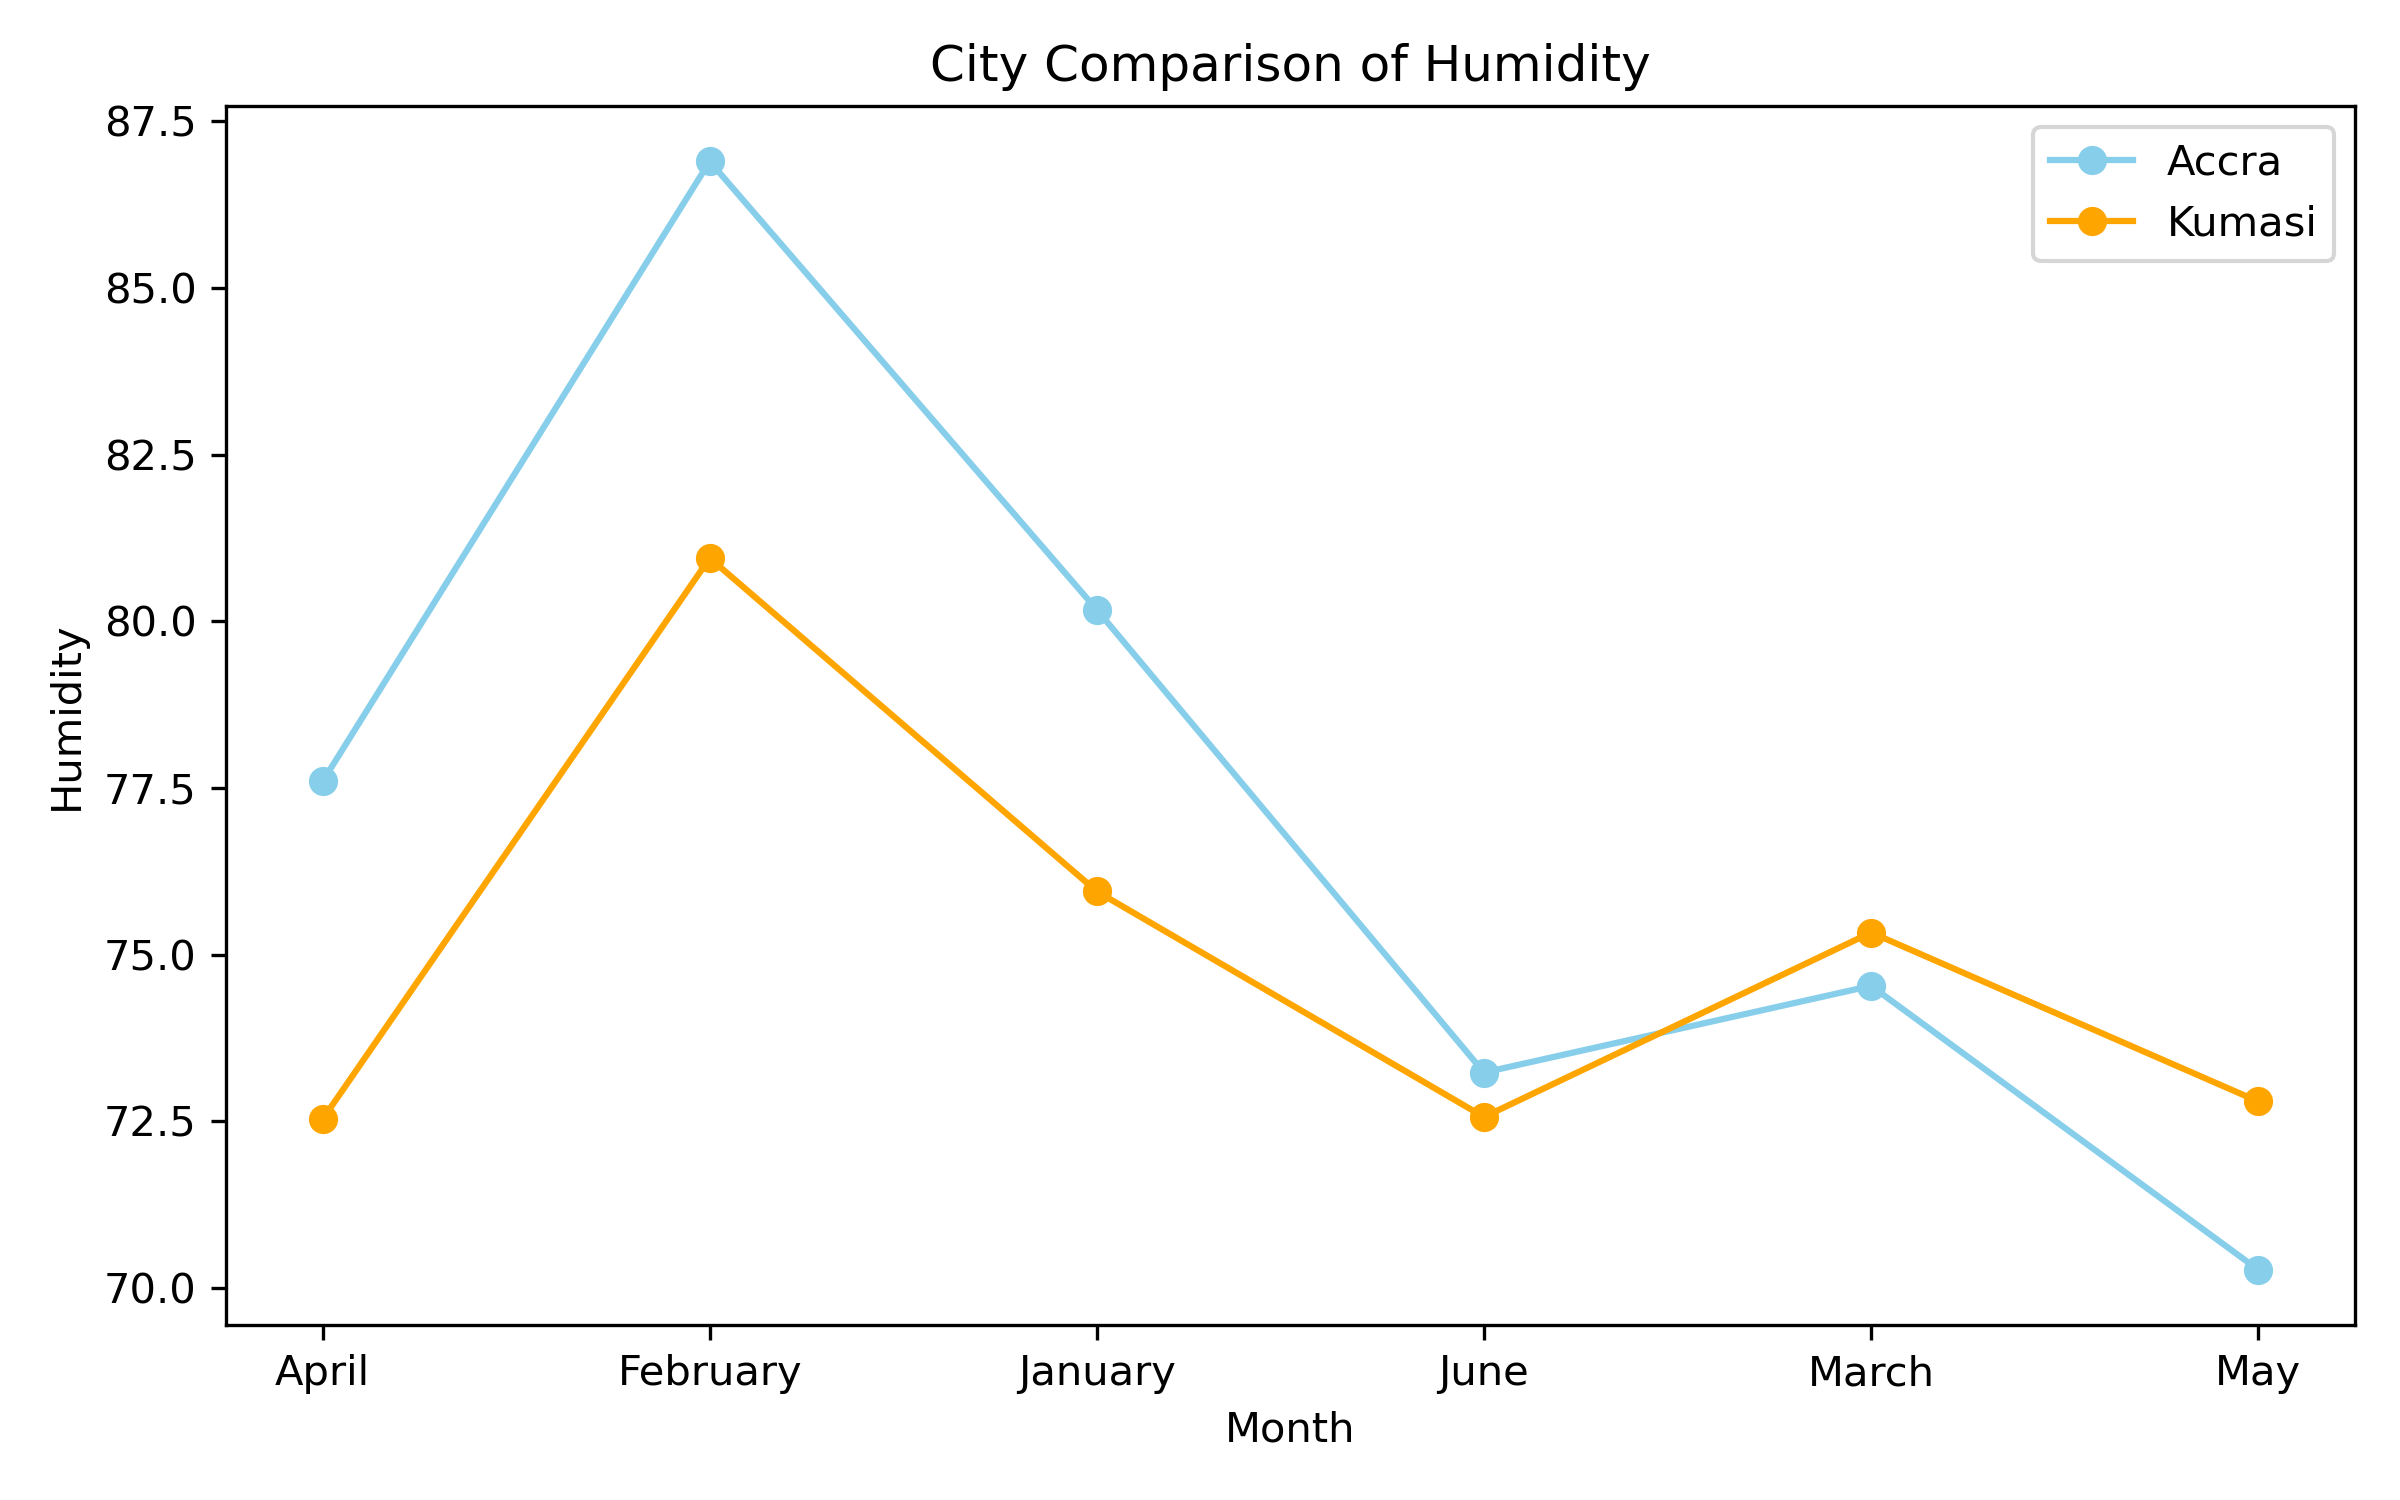 City Comparison of Humidity
87.5
85.0
82.5
80.0
77.5
75.0
72.5
70.0
Humidity
Accra
Kumasi
April February January June March May
Month